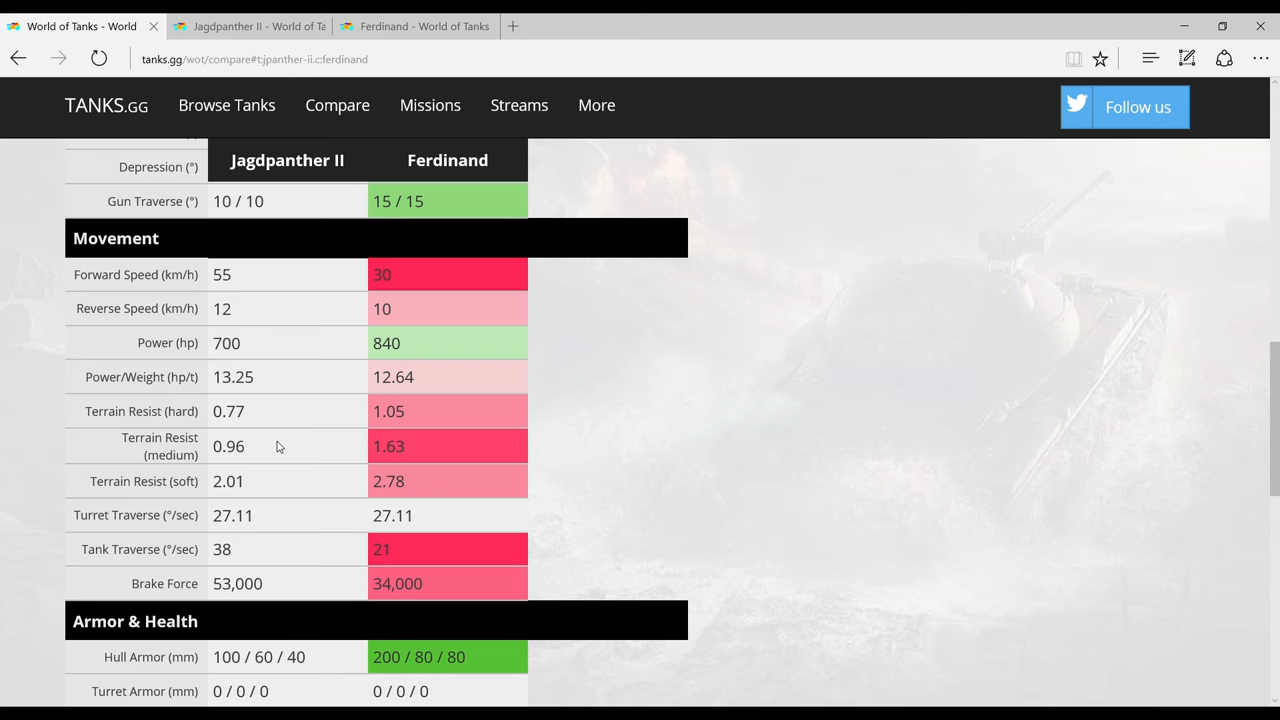 World of Tanks - World
Jagdpanther II - World of Ta
Ferdinand - World of Tanks
tanks.gg/wot/compare#t:jpanther-ii.c:ferdinand
TANKS.GG Browse Tanks Compare Missions Streams More Follow us
Jagdpanther II Ferdinand
Depression (°)
Gun Traverse (°) 10 / 10 15 / 15
Movement
Forward Speed (km/h) 55 30
Reverse Speed (km/h) 12 10
Power (hp) 700 840
Power/Weight (hp/t) 13.25 12.64
Terrain Resist (hard) 0.77 1.05
Terrain Resist
(medium) 0.96 1.63
Terrain Resist (soft) 2.01 2.78
Turret Traverse (°/sec) 27.11 27.11
Tank Traverse (°/sec) 38 21
Brake Force 53,000 34,000
Armor & Health
Hull Armor (mm) 100 / 60 / 40 200 / 80 / 80
Turret Armor (mm) 0 / 0 / 0 0 / 0 / 0